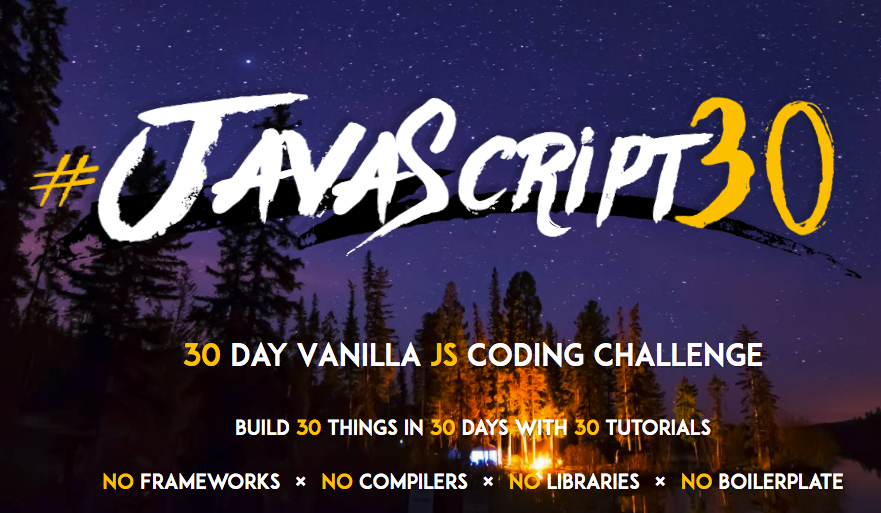 #JavaScript30
30 DAY VANILLA JS CODING CHALLENGE
BUILD 30 THINGS IN 30 DAYS WITH 30 TUTORIALS
NO FRAMEWORKS × NO COMPILERS × NO LIBRARIES × NO BOILERPLATE